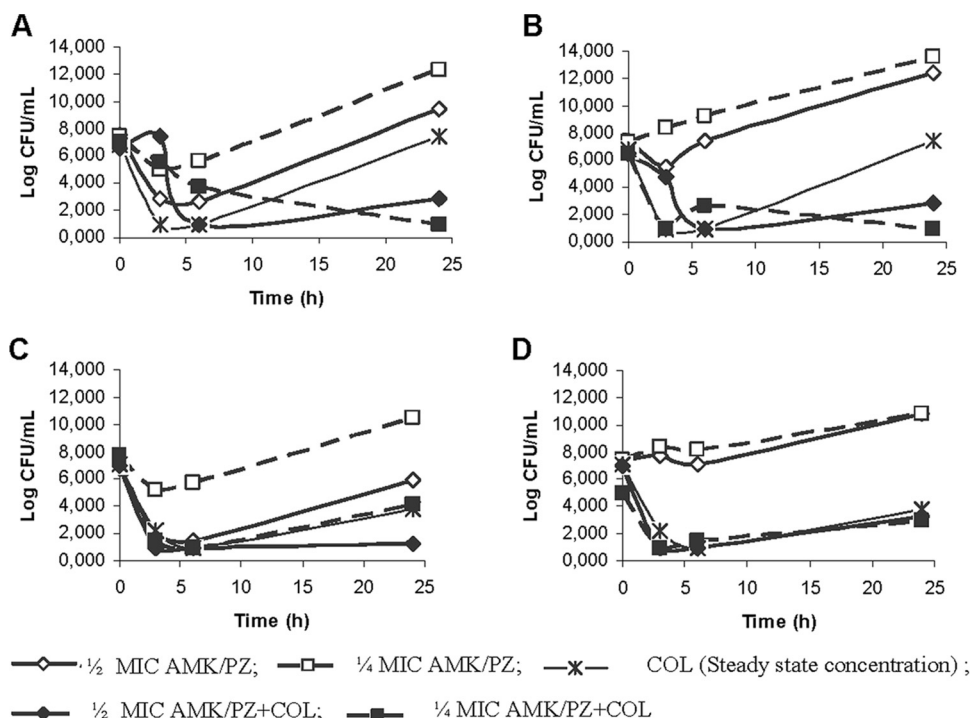 A
Log CFU/mL
14,000
12,000
10,000
8,000
6,000
4,000
2,000
0,000
0 5 10 15 20 25
Time (h)
B
Log CFU/mL
14,000
12,000
10,000
8,000
6,000
4,000
2,000
0,000
0 5 10 15 20 25
Time (h)
C
Log CFU/mL
14,000
12,000
10,000
8,000
6,000
4,000
2,000
0,000
0 5 10 15 20 25
Time (h)
D
Log CFU/mL
14,000
12,000
10,000
8,000
6,000
4,000
2,000
0,000
0 5 10 15 20 25
Time (h)
½ MIC AMK/PZ; ¼ MIC AMK/PZ; COL (Steady state concentration) ;
½ MIC AMK/PZ+COL; ¼ MIC AMK/PZ+COL